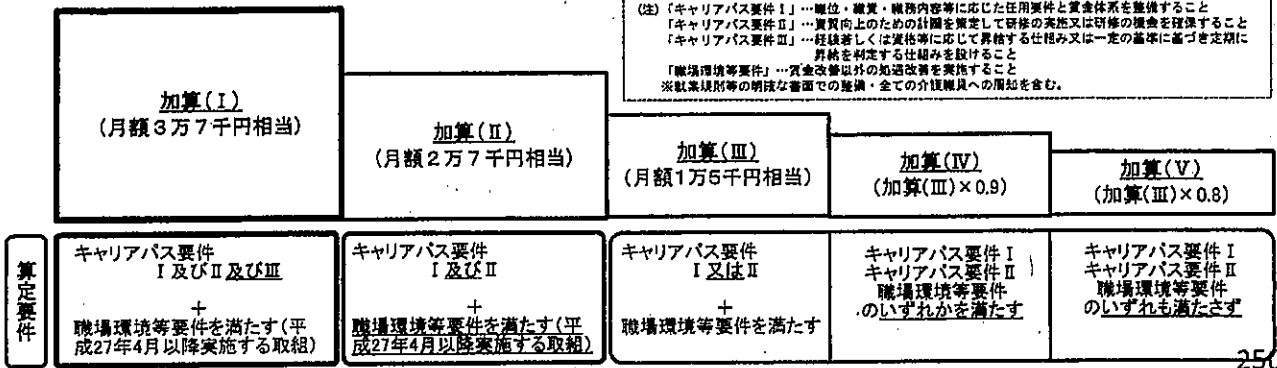 (注)「キャリアパス要件Ⅰ」…職位・職責・職務内容等に応じた任用要件と賃金体系を整備すること
「キャリアパス要件Ⅱ」…資質向上のための計画を策定して研修の実施又は研修の機会を確保すること
「キャリアパス要件Ⅲ」…経験若しくは資格等に応じて昇給する仕組み又は一定の基準に基づき定期に
昇給を判定する仕組みを設けること
「職場環境等要件」…賃金改善以外の処遇改善を実施すること
※就業規則等の明確な書面での整備・全ての介護職員への周知を含む。
加算(Ⅰ)
(月額3万7千円相当)
加算(Ⅱ)
(月額2万7千円相当)
加算(Ⅲ)
(月額1万5千円相当)
加算(Ⅳ)
(加算(Ⅲ)×0.9)
加算(Ⅴ)
(加算(Ⅲ)×0.8)
算定要件
キャリアパス要件
Ⅰ及びⅡ及びⅢ
+
職場環境等要件を満たす(平
成27年4月以降実施する取組)
キャリアパス要件
Ⅰ及びⅡ
+
職場環境等要件を満たす(平
成27年4月以降実施する取組)
キャリアパス要件
Ⅰ又はⅡ
+
職場環境等要件を満たす
キャリアパス要件Ⅰ
キャリアパス要件Ⅱ
職場環境等要件
のいずれかを満たす
キャリアパス要件Ⅰ
キャリアパス要件Ⅱ
職場環境等要件
のいずれも満たさず